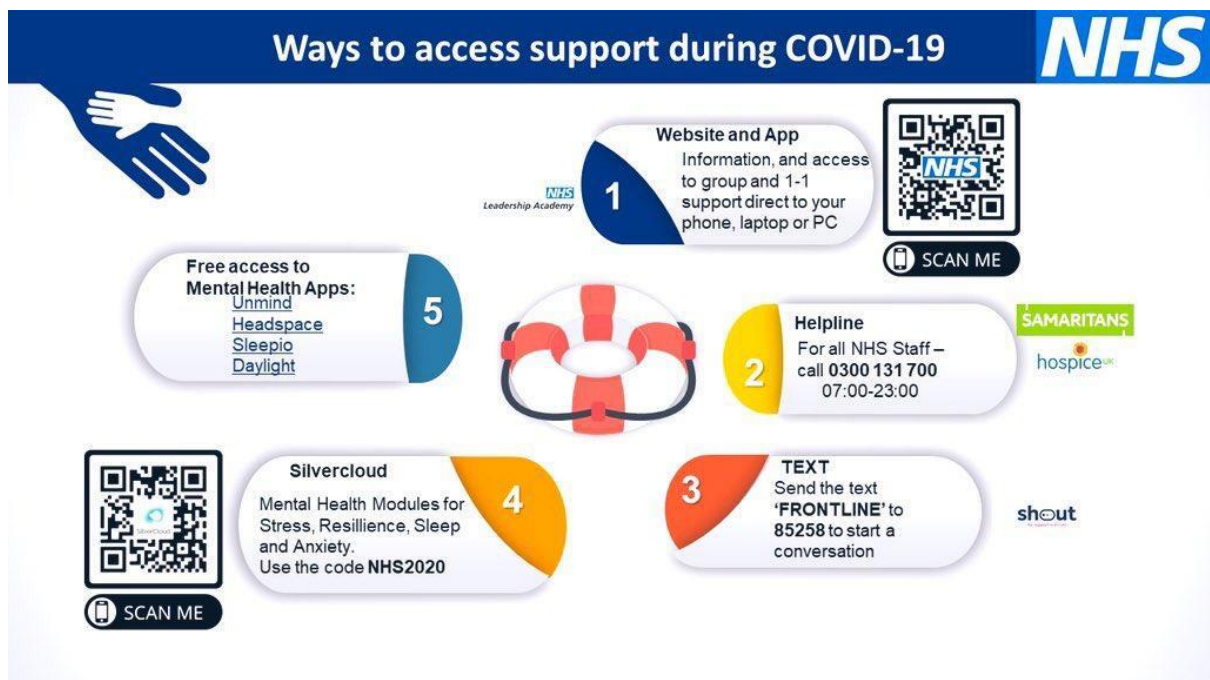 Ways to access support during COVID-19
NHS
Website and App
Information, and access
to group and 1-1
support direct to your
phone, laptop or PC
1
NHS
Leadership Academy
NHS
SCAN ME
Helpline
For all NHS Staff –
call 0300 131 700
07:00-23:00
2
SAMARITANS
hospice UK
TEXT
Send the text
‘FRONTLINE’ to
85258 to start a
conversation
3
shout
Silvercloud
Mental Health Modules for
Stress, Resillience, Sleep
and Anxiety.
Use the code NHS2020
4
SilverCloud
SCAN ME
Free access to
Mental Health Apps:
Unmind
Headspace
Sleepio
Daylight
5